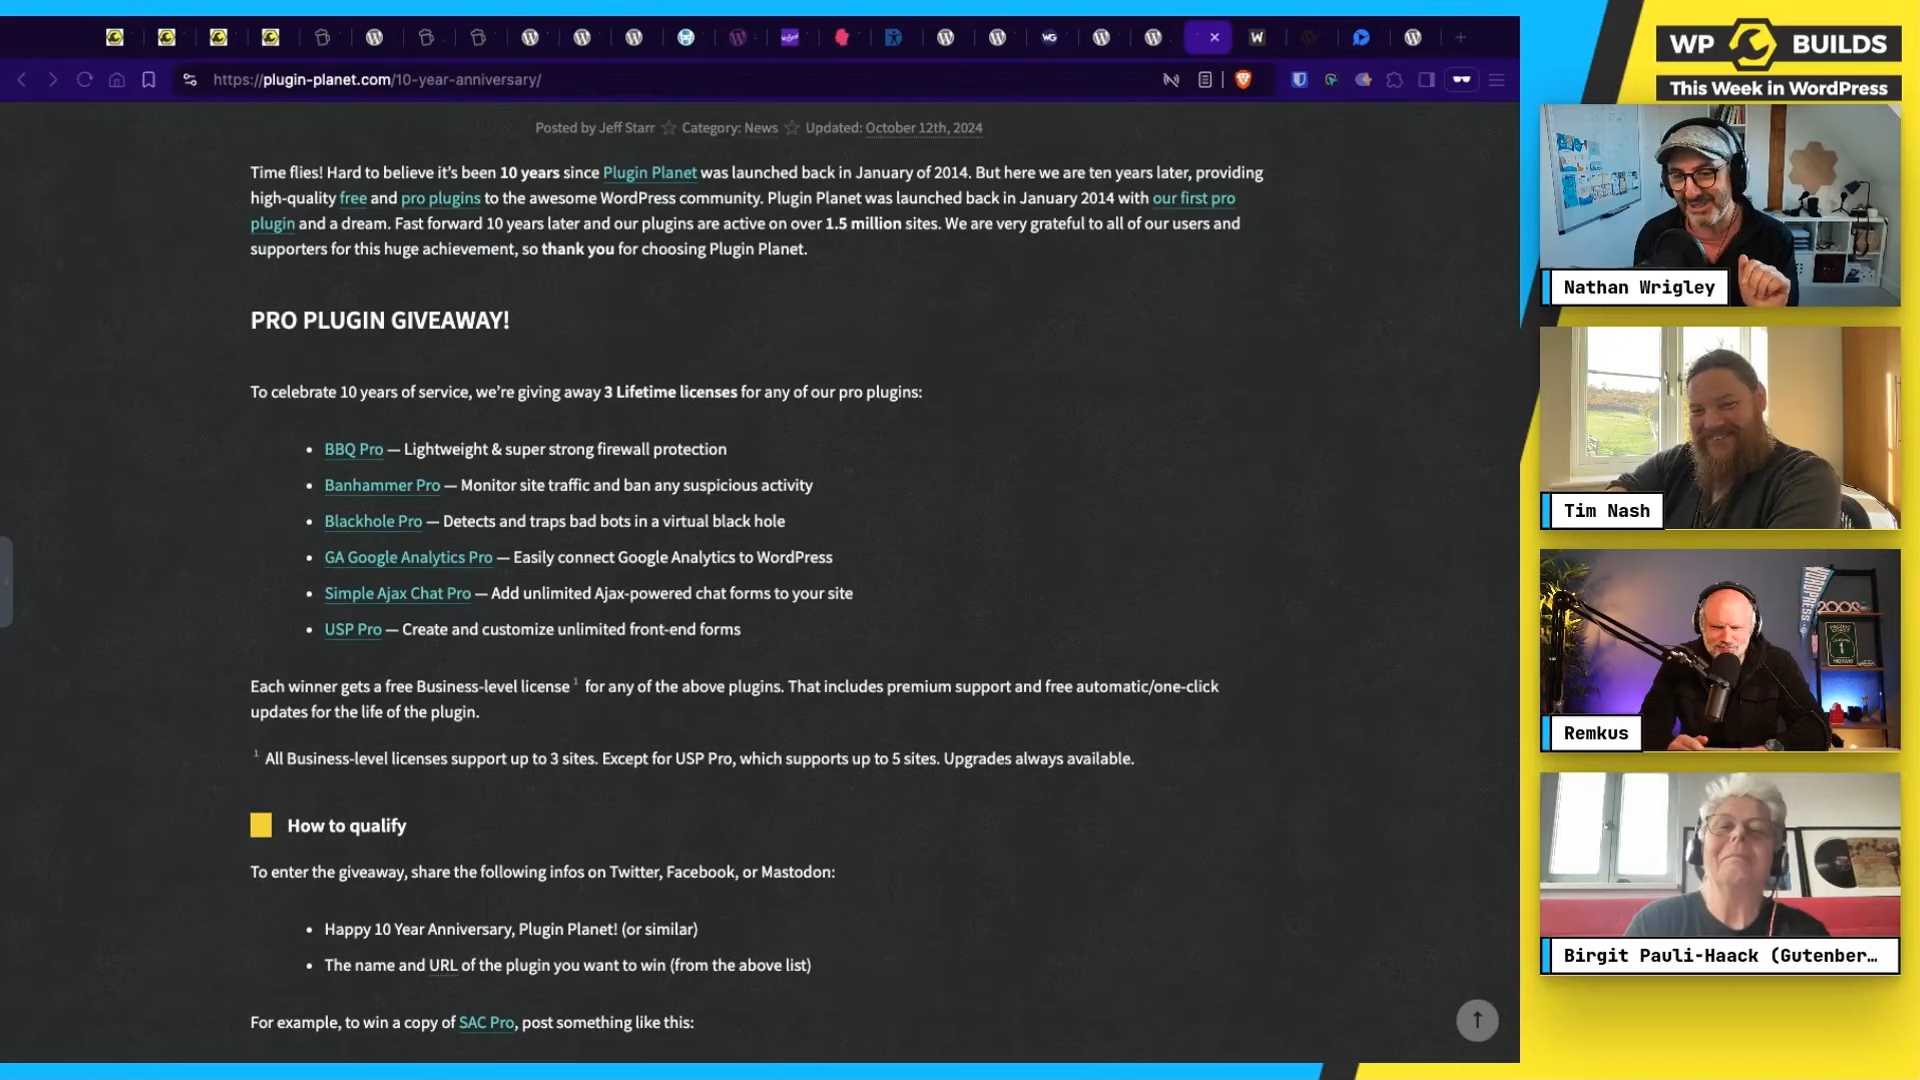 https://plugin-planet.com/10-year-anniversary/
Posted by Jeff Starr ☆ Category: News ☆ Updated: October 12th, 2024
Time flies! Hard to believe it's been 10 years since Plugin Planet was launched back in January of 2014. But here we are ten years later, providing
high-quality free and pro plugins to the awesome WordPress community. Plugin Planet was launched back in January 2014 with our first pro
plugin and a dream. Fast forward 10 years later and our plugins are active on over 1.5 million sites. We are very grateful to all of our users and
supporters for this huge achievement, so thank you for choosing Plugin Planet.
PRO PLUGIN GIVEAWAY!
To celebrate 10 years of service, we're giving away 3 Lifetime licenses for any of our pro plugins:
• BBQ Pro — Lightweight & super strong firewall protection
• Banhammer Pro — Monitor site traffic and ban any suspicious activity
• Blackhole Pro — Detects and traps bad bots in a virtual black hole
• GA Google Analytics Pro — Easily connect Google Analytics to WordPress
• Simple Ajax Chat Pro — Add unlimited Ajax-powered chat forms to your site
• USP Pro — Create and customize unlimited front-end forms
Each winner gets a free Business-level license ¹ for any of the above plugins. That includes premium support and free automatic/one-click
updates for the life of the plugin.
¹ All Business-level licenses support up to 3 sites. Except for USP Pro, which supports up to 5 sites. Upgrades always available.
How to qualify
To enter the giveaway, share the following infos on Twitter, Facebook, or Mastodon:
• Happy 10 Year Anniversary, Plugin Planet! (or similar)
• The name and URL of the plugin you want to win (from the above list)
For example, to win a copy of SAC Pro, post something like this:
WP BUILDS
This Week in WordPress
Nathan Wrigley
Tim Nash
Remkus
Birgit Pauli-Haack (Gutenber…